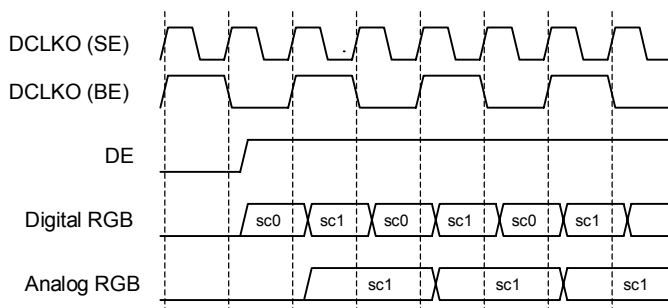 DCLKO (SE)
DCLKO (BE)
DE
Digital RGB sc0 sc1 sc0 sc1 sc0 sc1
Analog RGB sc1 sc1 sc1